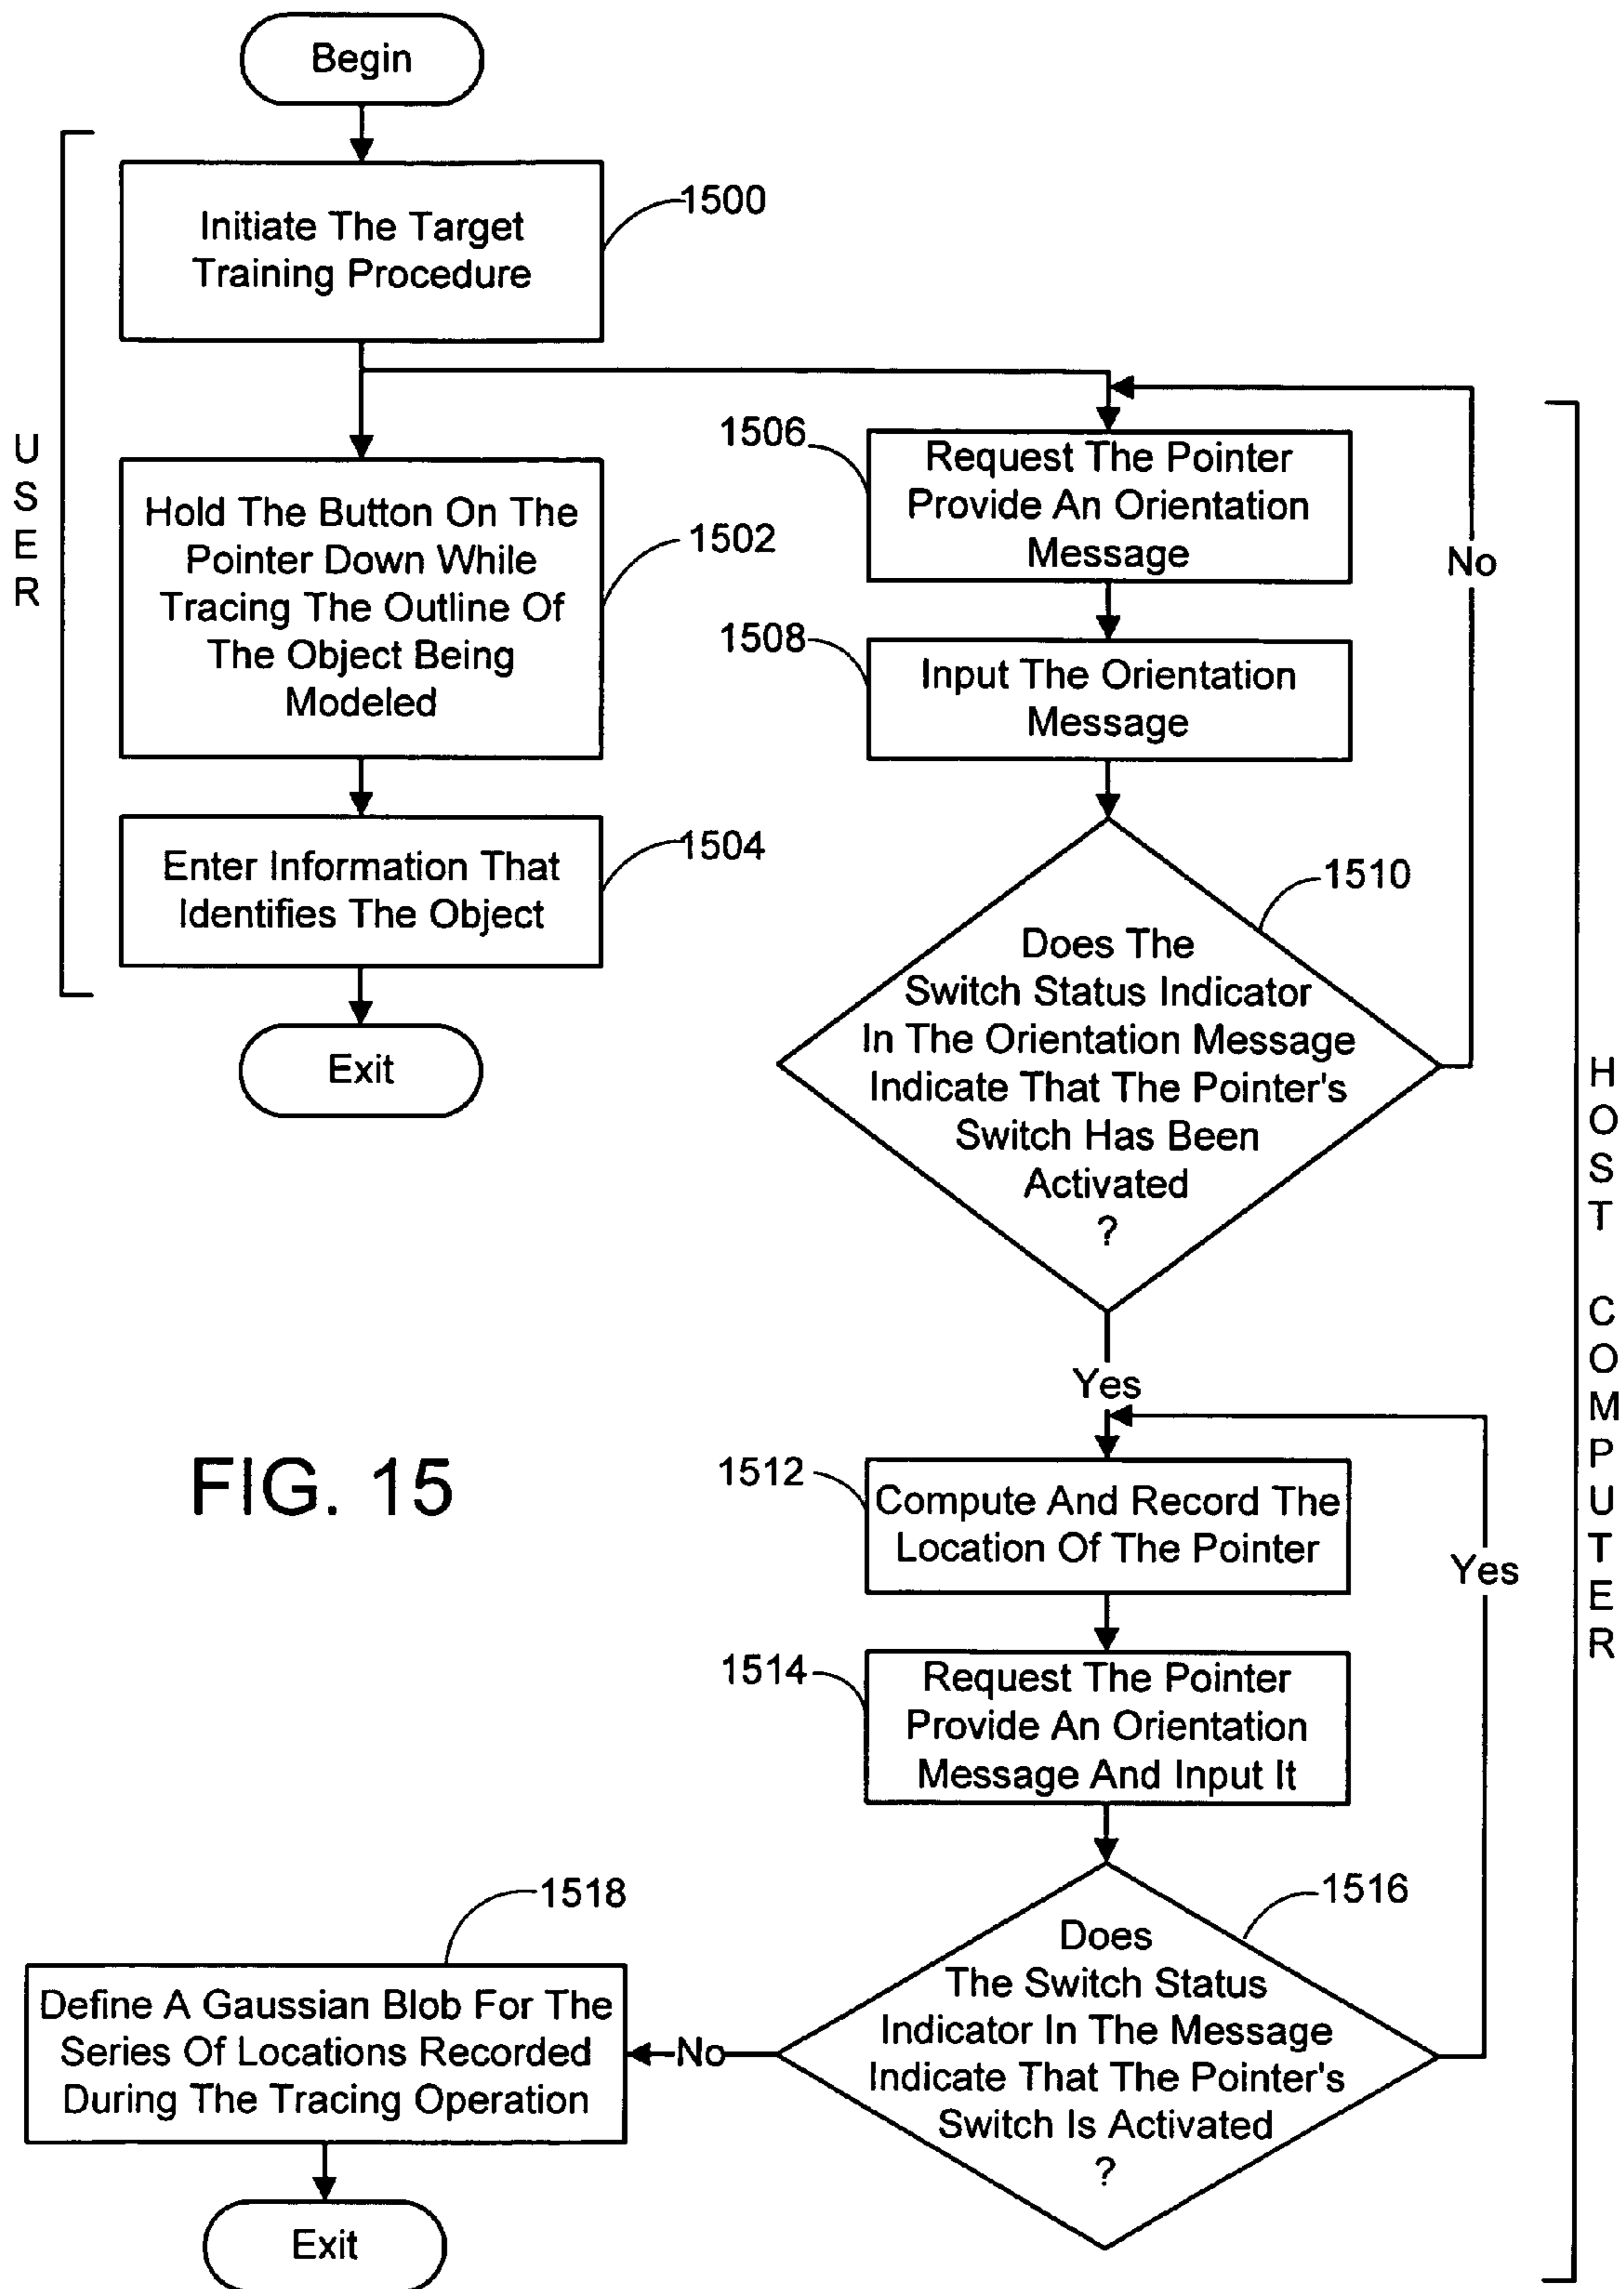 Begin
Initiate The Target
Training Procedure
1500
USER
Hold The Button On The
Pointer Down While
Tracing The Outline Of
The Object Being
Modeled
1502
Enter Information That
Identifies The Object
1504
Exit
1506
Request The Pointer
Provide An Orientation
Message
No
1508
Input The Orientation
Message
1510
Does The
Switch Status Indicator
In The Orientation Message
Indicate That The Pointer's
Switch Has Been
Activated
?
HOST COMPUTER
Yes
FIG. 15
1512
Compute And Record The
Location Of The Pointer
Yes
1514
Request The Pointer
Provide An Orientation
Message And Input It
1516
Does
The Switch Status
Indicator In The Message
Indicate That The Pointer's
Switch Is Activated
?
No
1518
Define A Gaussian Blob For The
Series Of Locations Recorded
During The Tracing Operation
Exit